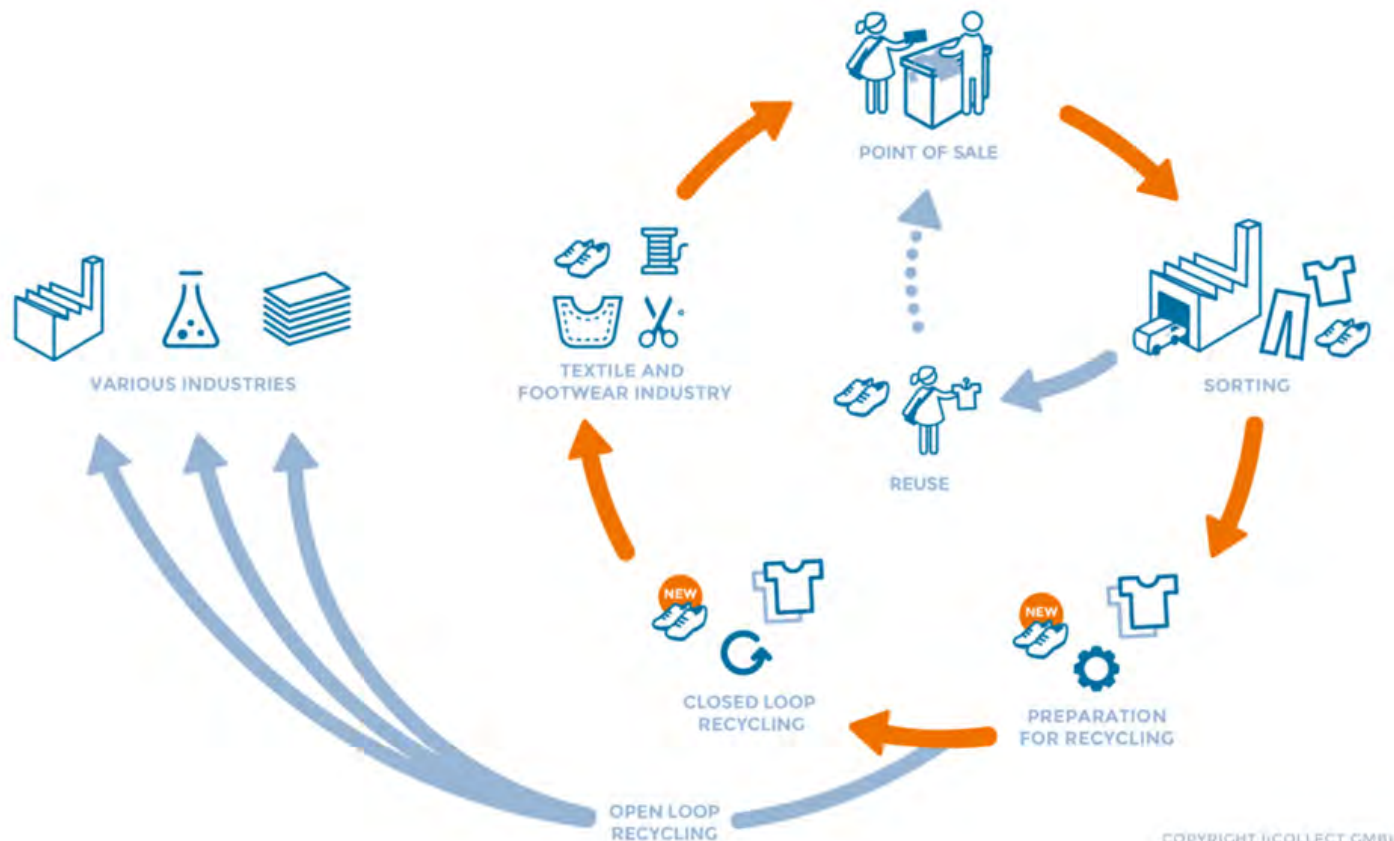 POINT OF SALE
VARIOUS INDUSTRIES
TEXTILE AND
FOOTWEAR INDUSTRY
SORTING
REUSE
NEW
CLOSED LOOP
RECYCLING
NEW
PREPARATION
FOR RECYCLING
OPEN LOOP
RECYCLING
COPYRIGHT